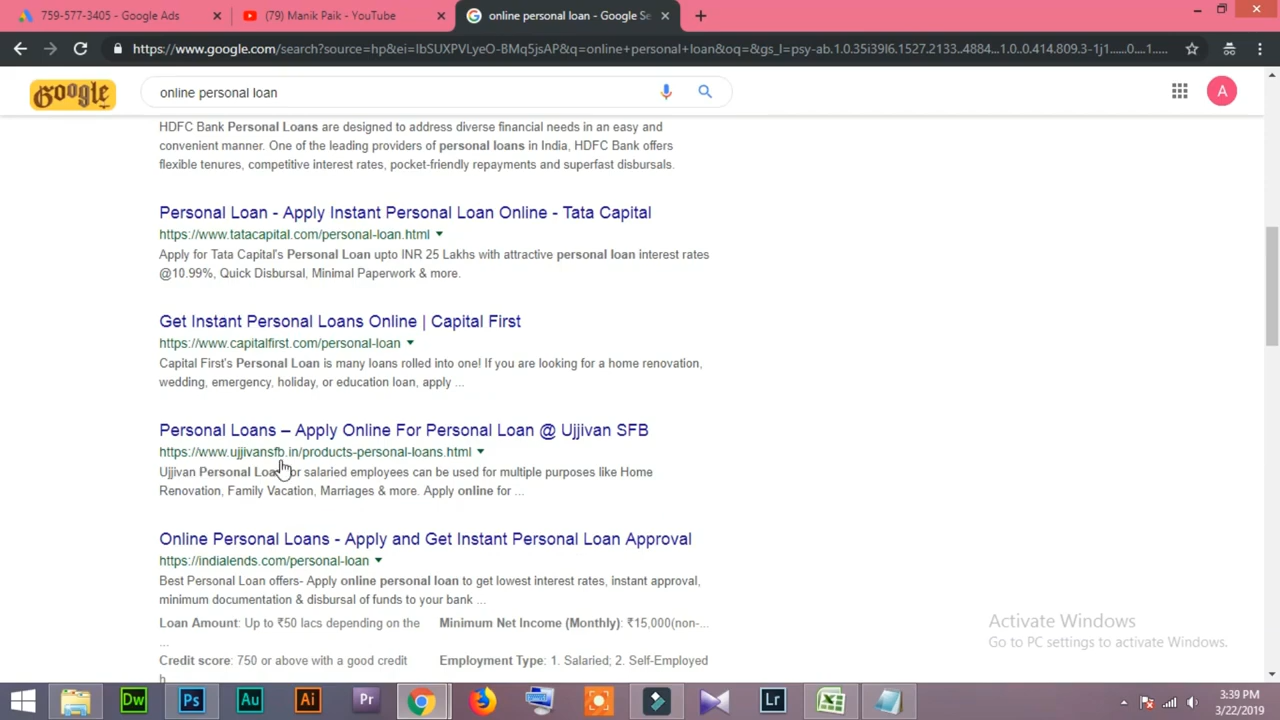 759-577-3405 - Google Ads
(79) Manik Paik - YouTube
online personal loan - Google Se
https://www.google.com/search?source=hp&ei=IbSUXPVLyeO-BMq5jsAP&q=online+personal+loan&oq=&gs_l=psy-ab.1.0.35i39l6.1527.2133..4884...1.0..0.414.809.3-1j1......0....1.....
Google
online personal loan
A
HDFC Bank Personal Loans are designed to address diverse financial needs in an easy and
convenient manner. One of the leading providers of personal loans in India, HDFC Bank offers
flexible tenures, competitive interest rates, pocket-friendly repayments and superfast disbursals.
Personal Loan - Apply Instant Personal Loan Online - Tata Capital
https://www.tatacapital.com/personal-loan.html
Apply for Tata Capital's Personal Loan upto INR 25 Lakhs with attractive personal loan interest rates
@10.99%, Quick Disbursal, Minimal Paperwork & more.
Get Instant Personal Loans Online | Capital First
https://www.capitalfirst.com/personal-loan
Capital First's Personal Loan is many loans rolled into one! If you are looking for a home renovation,
wedding, emergency, holiday, or education loan, apply ...
Personal Loans – Apply Online For Personal Loan @ Ujjivan SFB
https://www.ujjivansfb.in/products-personal-loans.html
Ujjivan Personal Loan for salaried employees can be used for multiple purposes like Home
Renovation, Family Vacation, Marriages & more. Apply online for ...
Online Personal Loans - Apply and Get Instant Personal Loan Approval
https://indialends.com/personal-loan
Best Personal Loan offers- Apply online personal loan to get lowest interest rates, instant approval,
minimum documentation & disbursal of funds to your bank ...
Loan Amount: Up to ₹50 lacs depending on the ...
Minimum Net Income (Monthly): ₹15,000(non-...
Credit score: 750 or above with a good credit h
Employment Type: 1. Salaried; 2. Self-Employed
Activate Windows
Go to PC settings to activate Windows.
Dw
Ps
Au
Ai
Pr
Lr
3:39 PM
3/22/2019